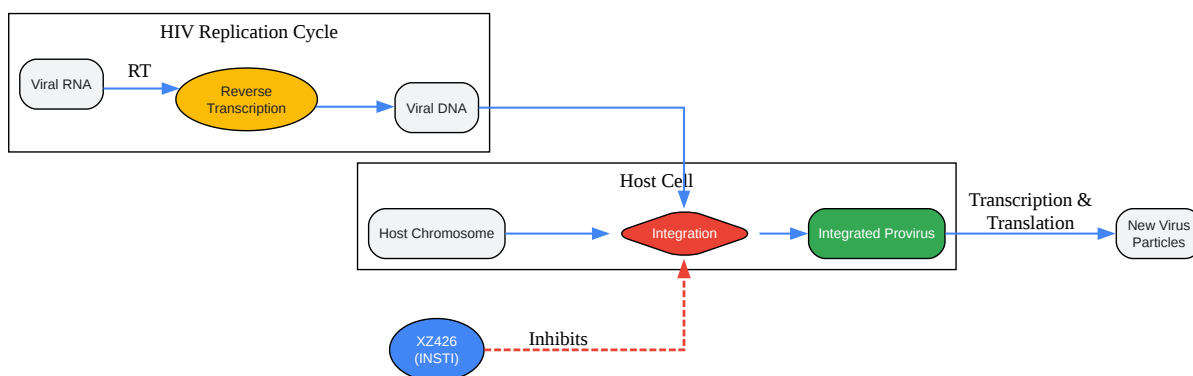 HIV Replication Cycle
Viral RNA
RT
Reverse
Transcription
Viral DNA
Host Cell
Host Chromosome
Integration
Integrated Provirus
Transcription &
Translation
New Virus
Particles
XZ426
(INSTI)
Inhibits